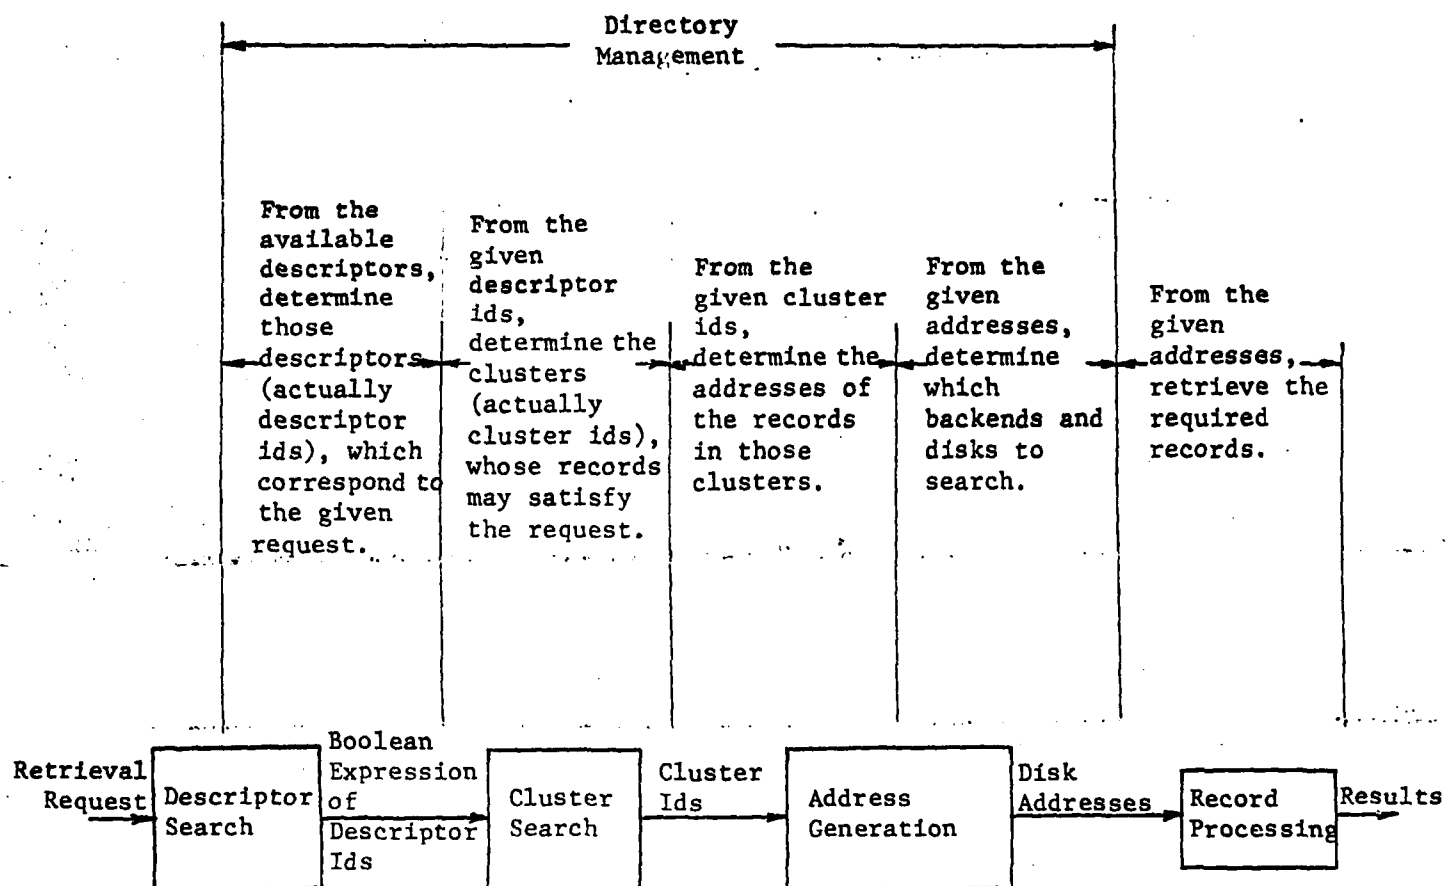 Directory
Management
From the
available
descriptors,
determine
those
descriptors
(actually
descriptor
ids), which
correspond to
the given
request.
From the
given
descriptor
ids,
determine the
clusters
(actually
cluster ids),
whose records
may satisfy
the request.
From the
given cluster
ids,
determine the
addresses of
the records
in those
clusters.
From the
given
addresses,
determine
which
backends and
disks to
search.
From the
given
addresses,
retrieve the
required
records.
Retrieval
Request
Descriptor
Search
Boolean
Expression
of
Descriptor
Ids
Cluster
Search
Cluster
Ids
Address
Generation
Disk
Addresses
Record
Processing
Results